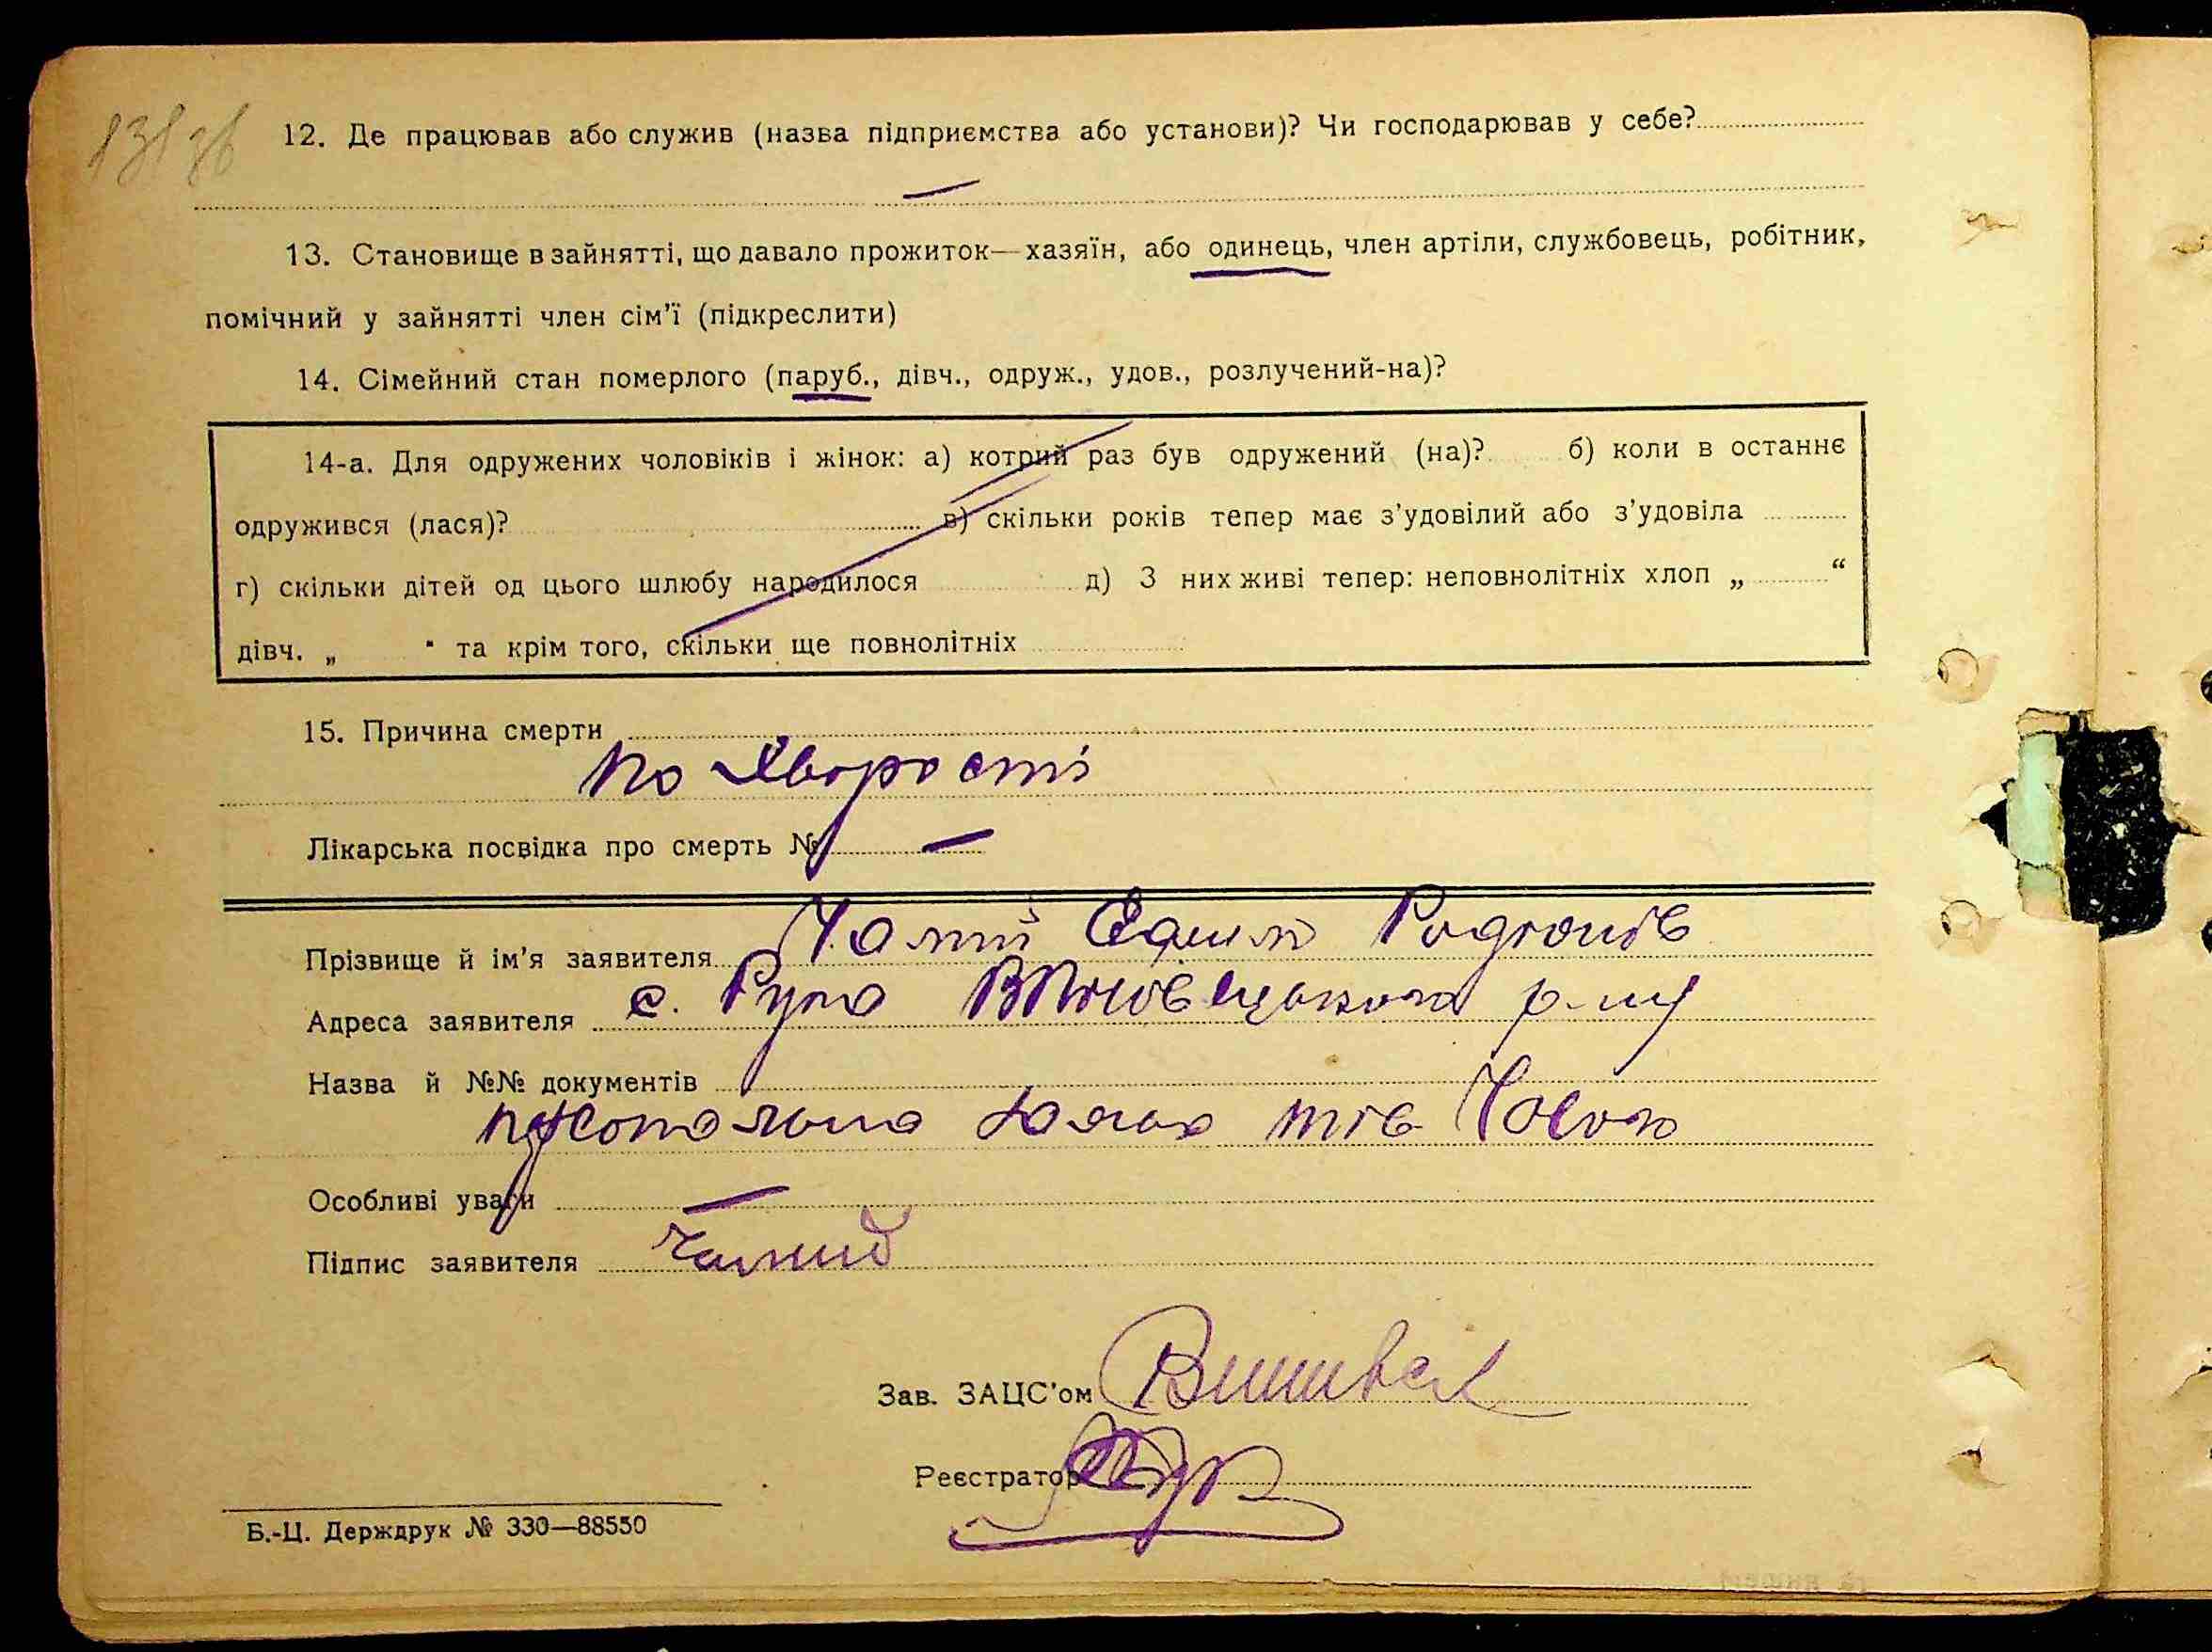 12. Де працював або служив (назва підприємства або установи)? Чи господарював у себе?
—
13. Становище в зайнятті, що давало прожиток—хазяїн, або одинець, член артіли, службовець, робітник,
помічний у зайнятті член сім'ї (підкреслити)
14. Сімейний стан померлого (паруб., дівч., одруж., удов., розлучений-на)?
14-а. Для одружених чоловіків і жінок: а) котрий раз був одружений (на)? б) коли в останнє
одружився (лася)? в) скільки років тепер має з'удовілий або з'удовіла
г) скільки дітей од цього шлюбу народилося д) З них живі тепер: неповнолітніх хлоп „ “
дівч. „ “ та крім того, скільки ще повнолітніх
15. Причина смерти
по хворості
Лікарська посвідка про смерть № —
Прізвище й ім'я заявителя Родіонів
Адреса заявителя с. р-ну
Назва й №№ документів
Особливі уваги —
Підпис заявителя
Зав. ЗАЦС'ом
Реєстратор
Б.-Ц. Держдрук № 330—88550